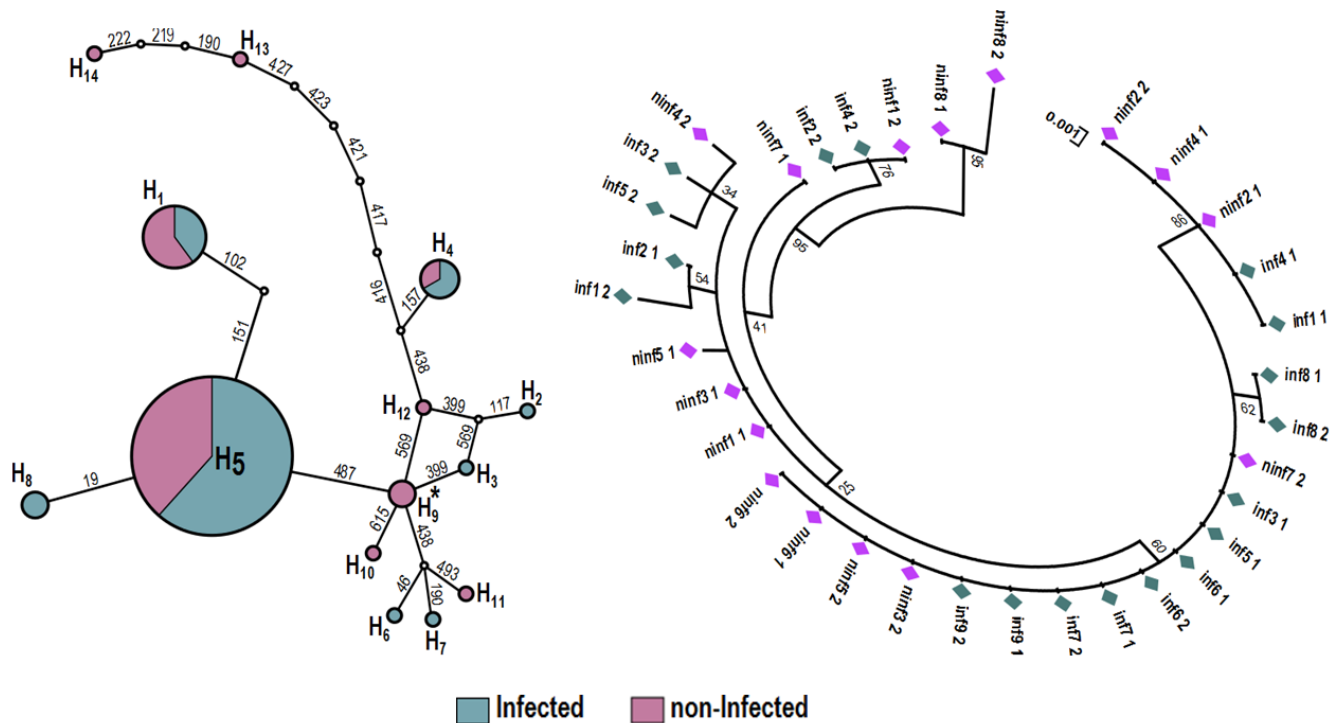 222
219
190
H13
H14
427
423
421
417
416
H1
102
151
H4
157
438
H12
399
117
H2
569
569
399
H3
H5
487
H9*
H8
19
615
H10
438
46
190
493
H11
H6
H7
ninf8 2
ninf8 1
95
ninf1 2
inf4 2
inf2 2
76
ninf7 1
95
ninf4 2
inf3 2
inf5 2
34
inf2 1
inf1 2
54
41
ninf5 1
ninf3 1
ninf1 1
ninf6 2
ninf6 1
ninf5 2
ninf3 2
inf9 2
inf9 1
inf7 2
inf7 1
inf6 2
inf6 1
inf5 1
inf3 1
ninf7 2
inf8 2
inf8 1
62
60
inf1 1
inf4 1
ninf2 1
ninf4 1
ninf2 2
86
0.001
Infected
non-Infected